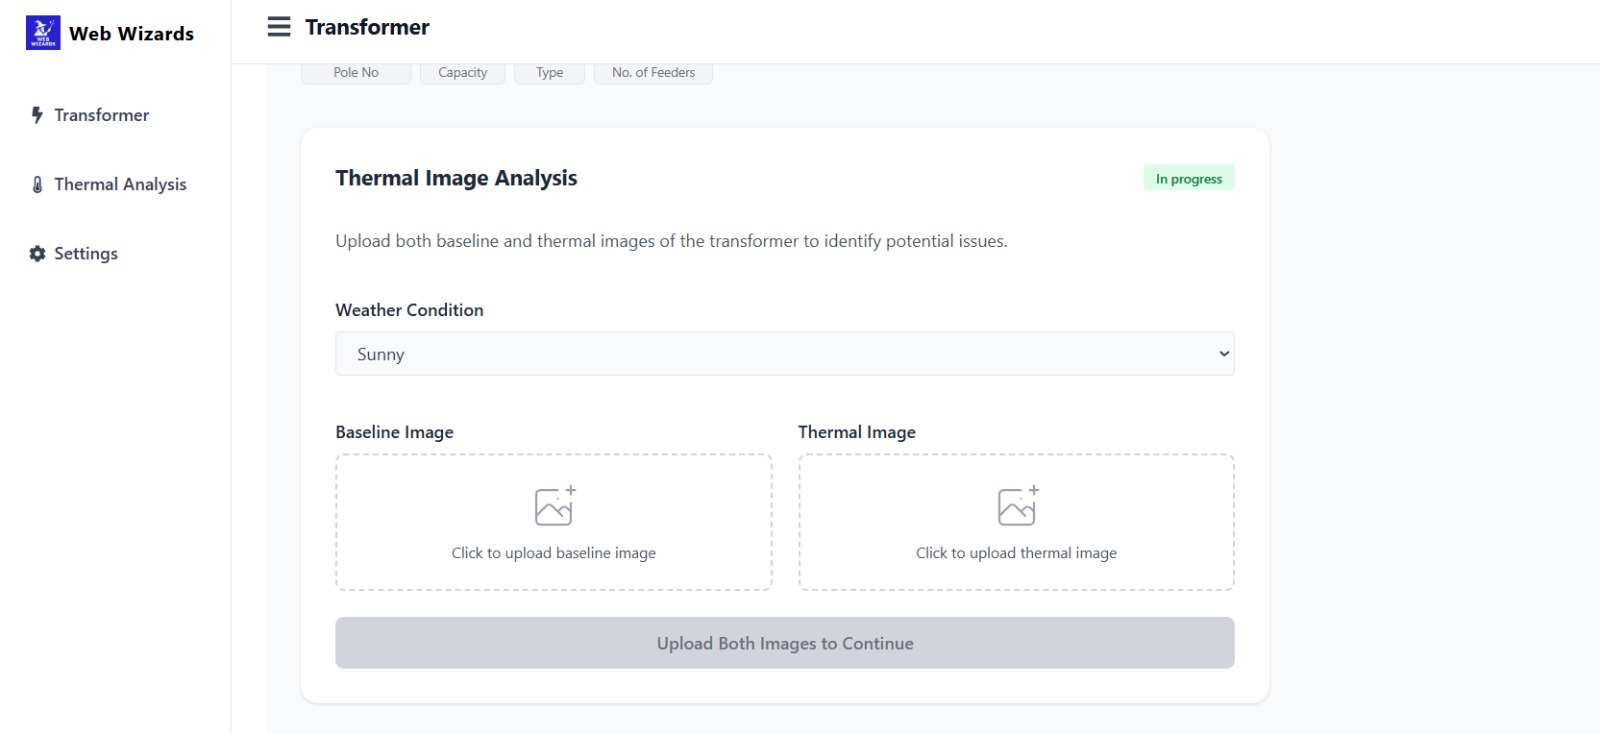 WEB
WIZARDS
Web Wizards
Transformer
Transformer
Thermal Analysis
Settings
Pole No
Capacity
Type
No. of Feeders
Thermal Image Analysis
In progress
Upload both baseline and thermal images of the transformer to identify potential issues.
Weather Condition
Sunny
Baseline Image
Thermal Image
Click to upload baseline image
Click to upload thermal image
Upload Both Images to Continue